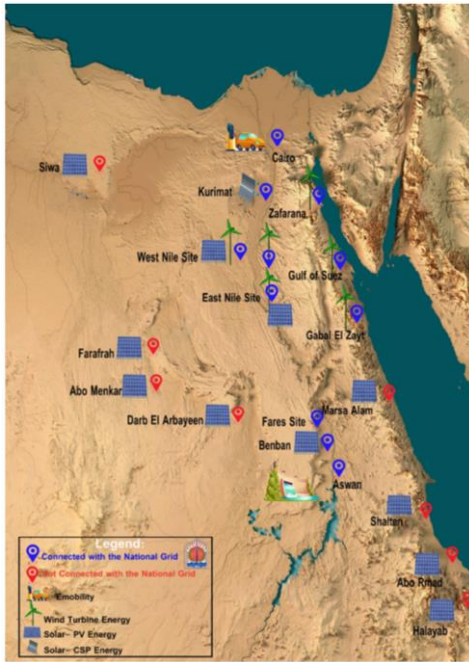 Cairo
Siwa
Kurimat
Zafarana
West Nile Site
Gulf of Suez
East Nile Site
Gabal El Zayt
Farafrah
Abo Menkar
Marsa Alam
Darb El Arbayeen
Fares Site
Benban
Aswan
Shalten
Abo Rmad
Halayab
Legend:
Connected with the National Grid
Not Connected with the National Grid
Emobility
Wind Turbine Energy
Solar- PV Energy
Solar- CSP Energy